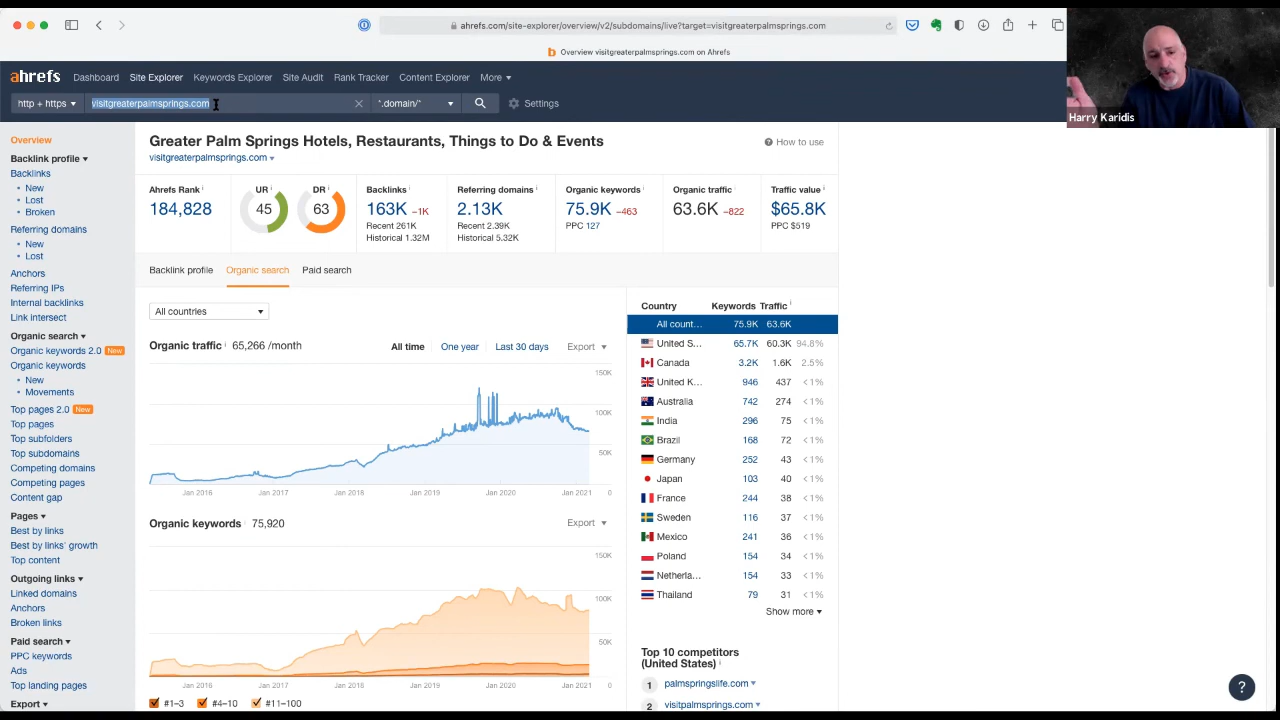 ahrefs.com/site-explorer/overview/v2/subdomains/live?target=visitgreaterpalmsprings.com
Overview visitgreaterpalmsprings.com on Ahrefs
Harry Karidis
ahrefs Dashboard Site Explorer Keywords Explorer Site Audit Rank Tracker Content Explorer More
http + https visitgreaterpalmsprings.com *.domain/* Settings
Overview
Backlink profile
Backlinks
New
Lost
Broken
Referring domains
New
Lost
Anchors
Referring IPs
Internal backlinks
Link intersect
Organic search
Organic keywords 2.0 New
Organic keywords
New
Movements
Top pages 2.0 New
Top pages
Top subfolders
Top subdomains
Competing domains
Competing pages
Content gap
Pages
Best by links
Best by links' growth
Top content
Outgoing links
Linked domains
Anchors
Broken links
Paid search
PPC keywords
Ads
Top landing pages
Export
Greater Palm Springs Hotels, Restaurants, Things to Do & Events
? How to use
visitgreaterpalmsprings.com
Ahrefs Rank i UR i DR i Backlinks i Referring domains i Organic keywords i Organic traffic i Traffic value i
184,828 45 63 163K -1K 2.13K 75.9K -463 63.6K -822 $65.8K
Recent 261K Recent 2.39K PPC 127 PPC $519
Historical 1.32M Historical 5.32K
Backlink profile Organic search Paid search
All countries
Organic traffic i 65,266 /month All time One year Last 30 days Export
150K
100K
50K
0
Jan 2016 Jan 2017 Jan 2018 Jan 2019 Jan 2020 Jan 2021
Organic keywords i 75,920 Export
150K
100K
50K
0
Jan 2016 Jan 2017 Jan 2018 Jan 2019 Jan 2020 Jan 2021
#1–3 #4–10 #11–100
Country Keywords Traffic i
All count... 75.9K 63.6K
United S... 65.7K 60.3K 94.8%
Canada 3.2K 1.6K 2.5%
United K... 946 437 <1%
Australia 742 274 <1%
India 296 75 <1%
Brazil 168 72 <1%
Germany 252 43 <1%
Japan 103 40 <1%
France 244 38 <1%
Sweden 116 37 <1%
Mexico 241 36 <1%
Poland 154 34 <1%
Netherla... 154 33 <1%
Thailand 79 31 <1%
Show more
Top 10 competitors
(United States) i
1 palmspringslife.com
2 visitpalmsprings.com
?